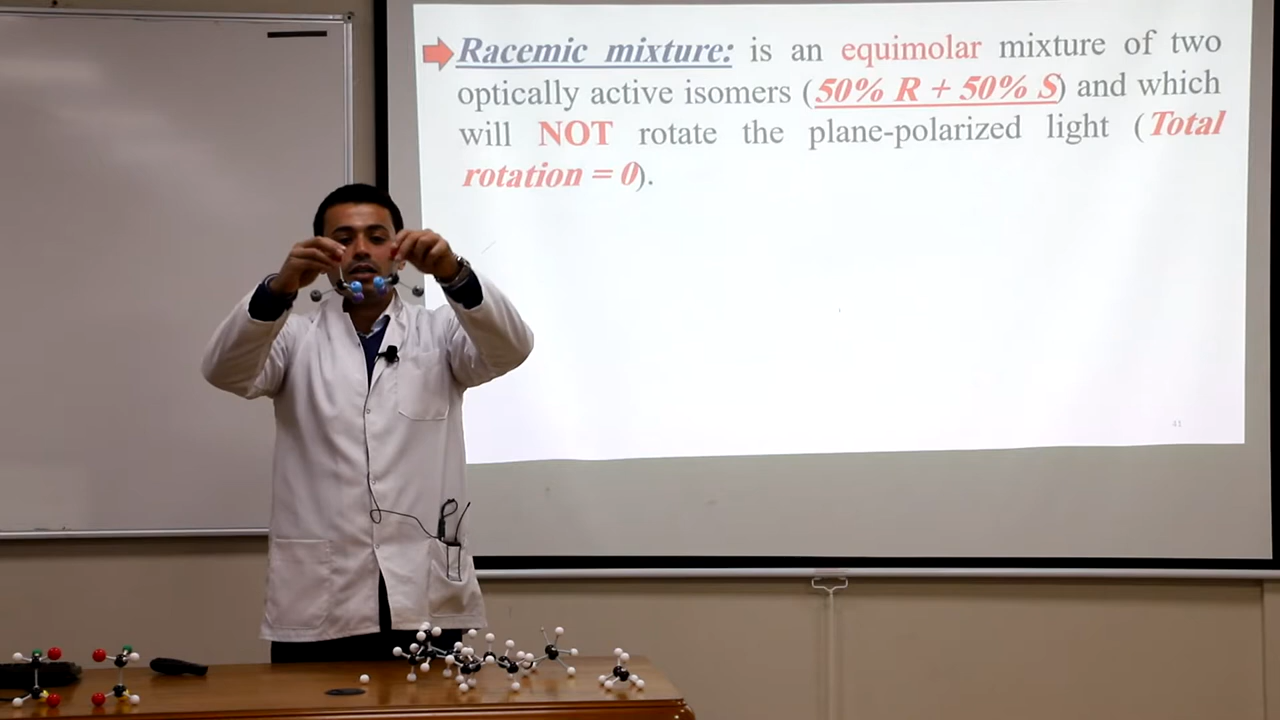 Racemic mixture: is an equimolar mixture of two
optically active isomers (50% R + 50% S) and which
will NOT rotate the plane-polarized light (Total
rotation = 0).
41